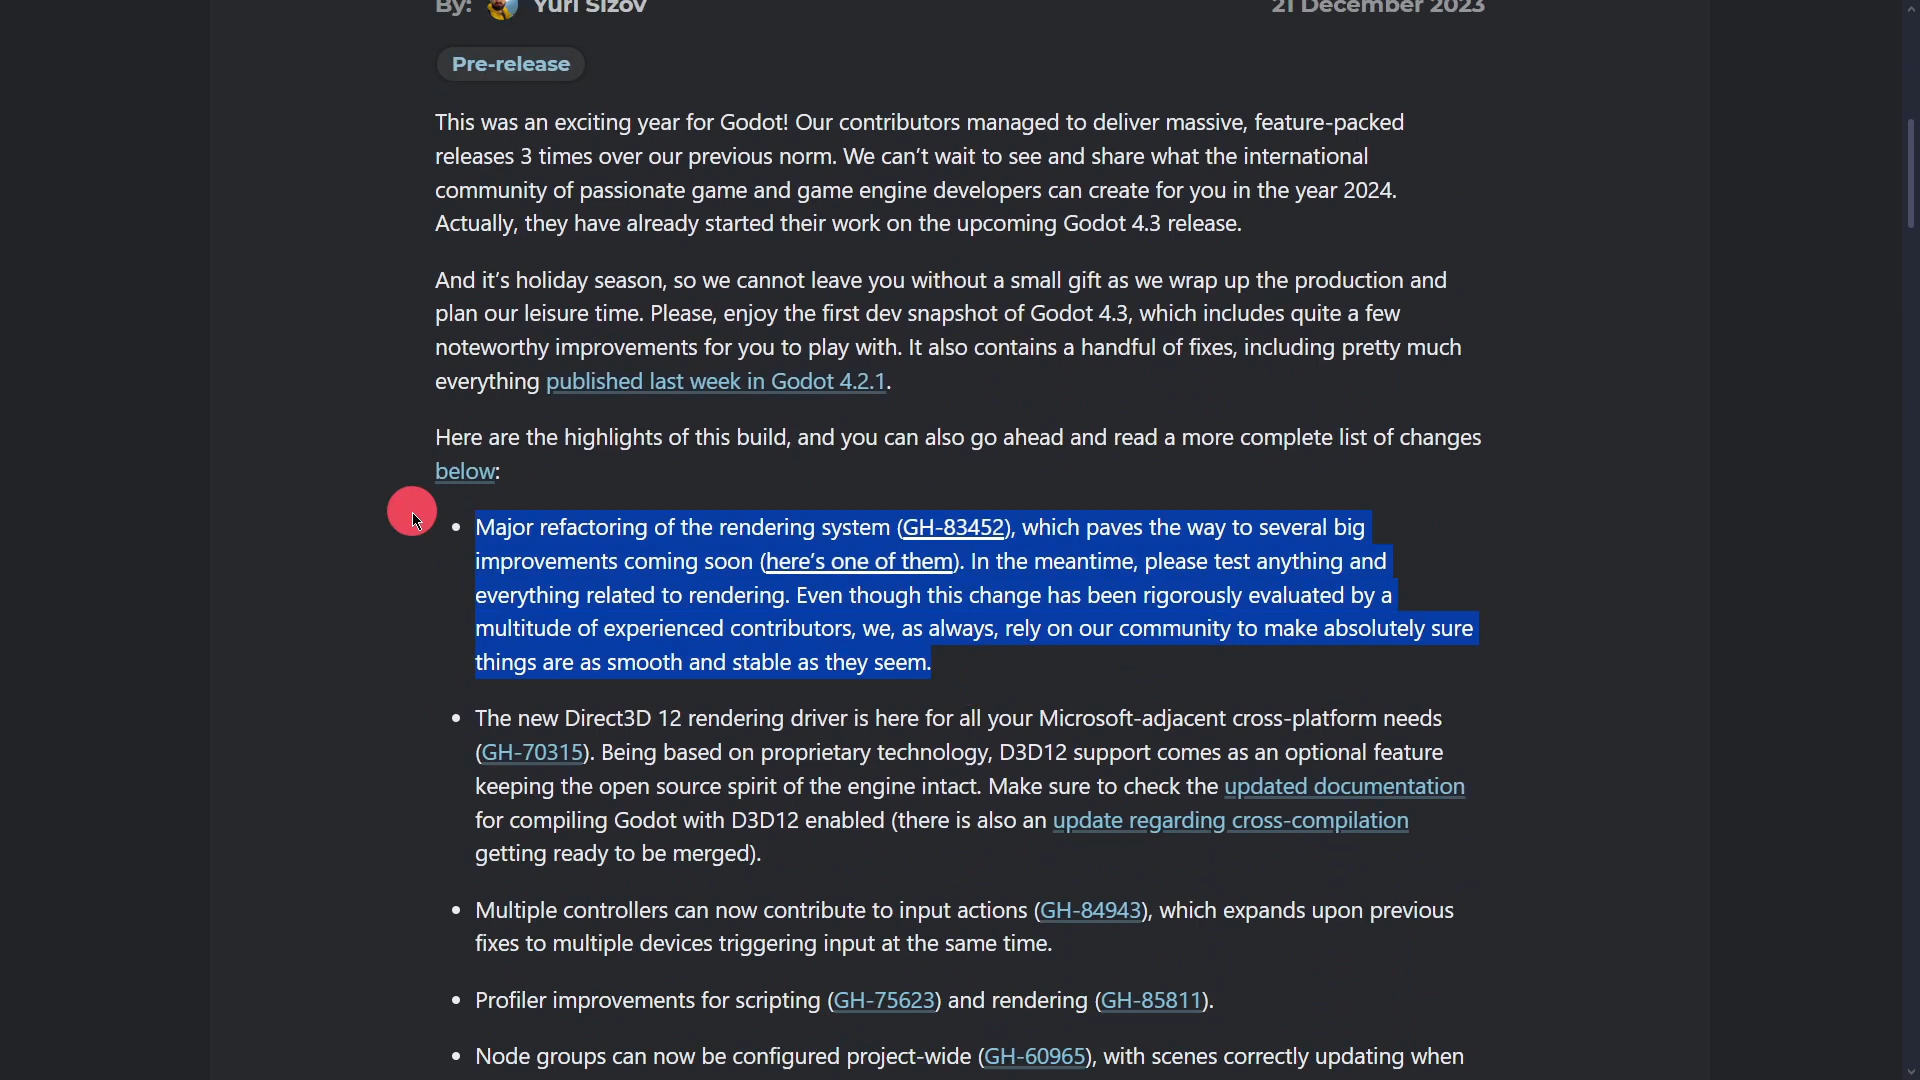 By: Yuri Sizov 21 December 2023
Pre-release
This was an exciting year for Godot! Our contributors managed to deliver massive, feature-packed
releases 3 times over our previous norm. We can’t wait to see and share what the international
community of passionate game and game engine developers can create for you in the year 2024.
Actually, they have already started their work on the upcoming Godot 4.3 release.
And it’s holiday season, so we cannot leave you without a small gift as we wrap up the production and
plan our leisure time. Please, enjoy the first dev snapshot of Godot 4.3, which includes quite a few
noteworthy improvements for you to play with. It also contains a handful of fixes, including pretty much
everything published last week in Godot 4.2.1.
Here are the highlights of this build, and you can also go ahead and read a more complete list of changes
below:
• Major refactoring of the rendering system (GH-83452), which paves the way to several big
improvements coming soon (here’s one of them). In the meantime, please test anything and
everything related to rendering. Even though this change has been rigorously evaluated by a
multitude of experienced contributors, we, as always, rely on our community to make absolutely sure
things are as smooth and stable as they seem.
• The new Direct3D 12 rendering driver is here for all your Microsoft-adjacent cross-platform needs
(GH-70315). Being based on proprietary technology, D3D12 support comes as an optional feature
keeping the open source spirit of the engine intact. Make sure to check the updated documentation
for compiling Godot with D3D12 enabled (there is also an update regarding cross-compilation
getting ready to be merged).
• Multiple controllers can now contribute to input actions (GH-84943), which expands upon previous
fixes to multiple devices triggering input at the same time.
• Profiler improvements for scripting (GH-75623) and rendering (GH-85811).
• Node groups can now be configured project-wide (GH-60965), with scenes correctly updating when